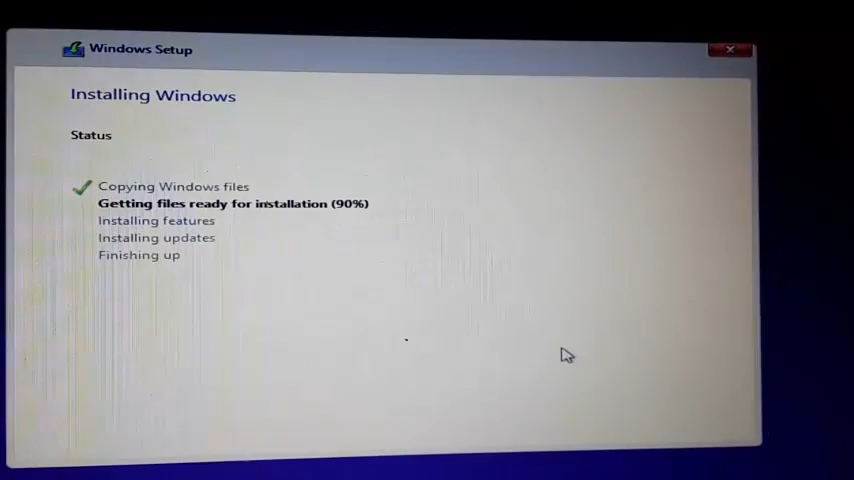 Windows Setup
Installing Windows
Status
Copying Windows files
Getting files ready for installation (90%)
Installing features
Installing updates
Finishing up